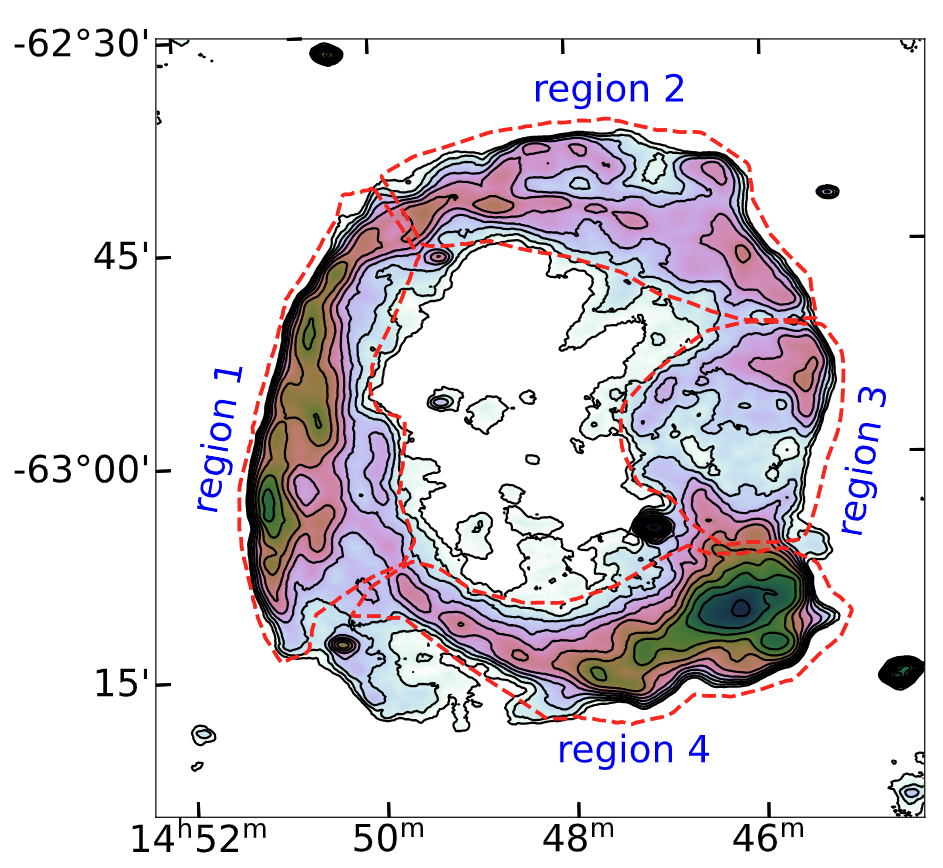 -62°30'
region 2
45'
region 1
region 3
-63°00'
15'
region 4
14ʰ52ᵐ 50ᵐ 48ᵐ 46ᵐ